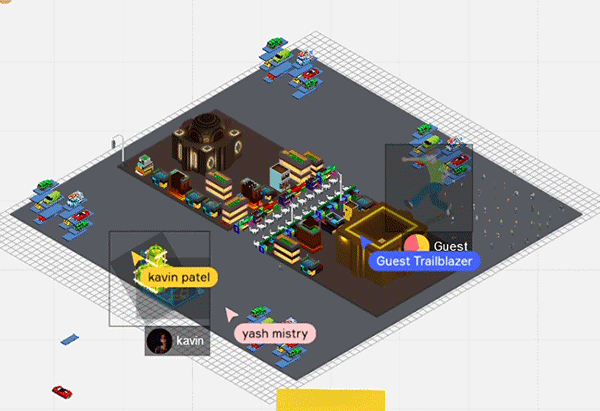 Guest
Guest Trailblazer
kavin patel
yash mistry
kavin